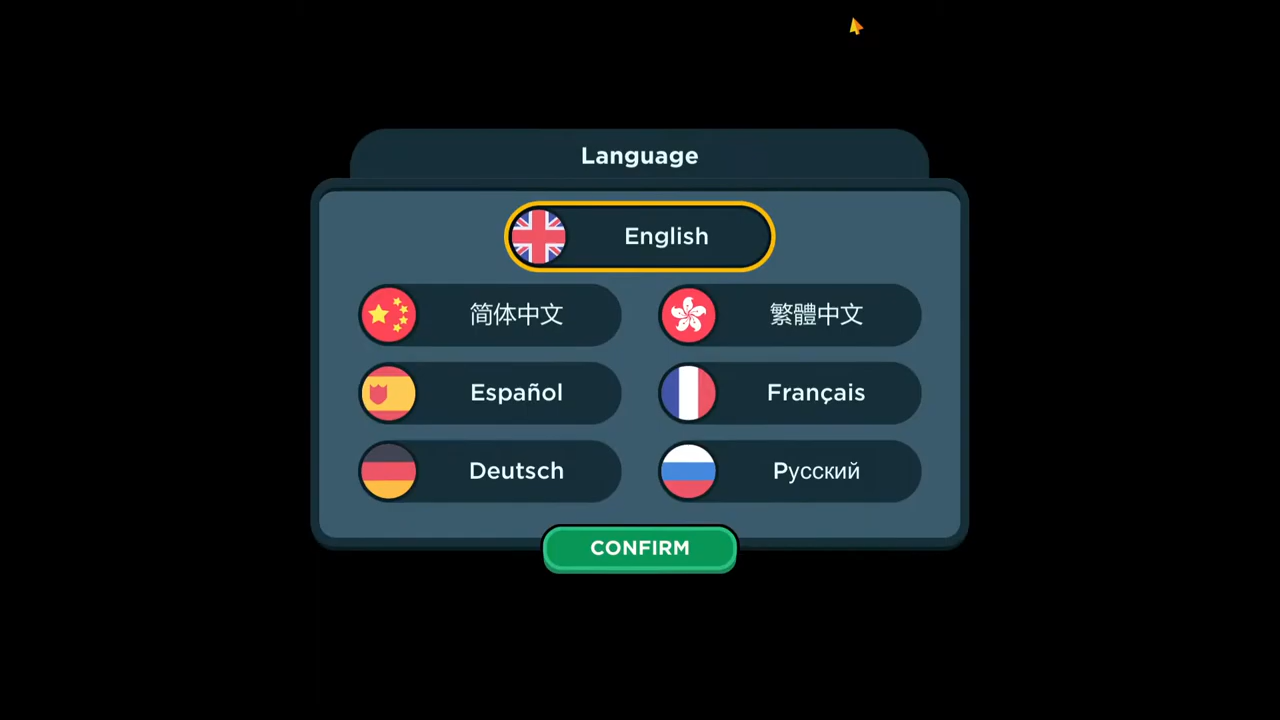 Language
English
简体中文
繁體中文
Español
Français
Deutsch
Русский
CONFIRM